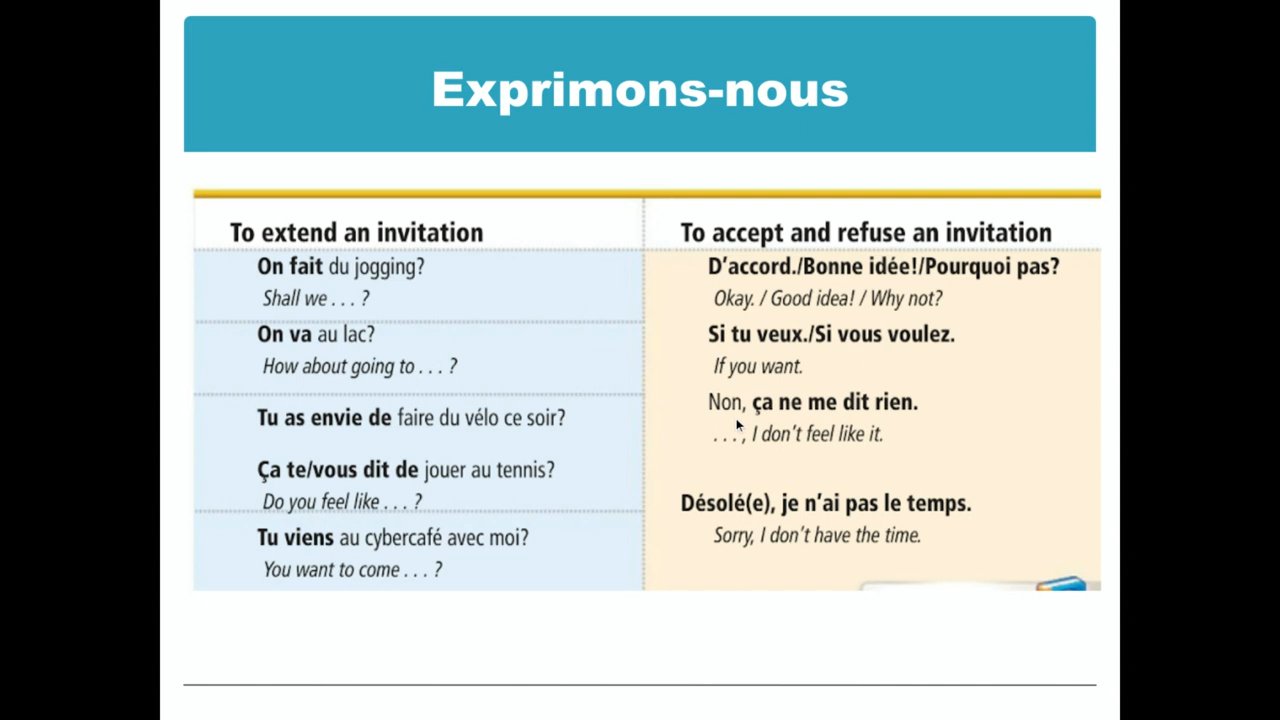 Exprimons-nous
To extend an invitation
On fait du jogging?
Shall we . . . ?
On va au lac?
How about going to . . . ?
Tu as envie de faire du vélo ce soir?
Ça te/vous dit de jouer au tennis?
Do you feel like . . . ?
Tu viens au cybercafé avec moi?
You want to come . . . ?
To accept and refuse an invitation
D'accord./Bonne idée!/Pourquoi pas?
Okay. / Good idea! / Why not?
Si tu veux./Si vous voulez.
If you want.
Non, ça ne me dit rien.
. . . , I don't feel like it.
Désolé(e), je n'ai pas le temps.
Sorry, I don't have the time.